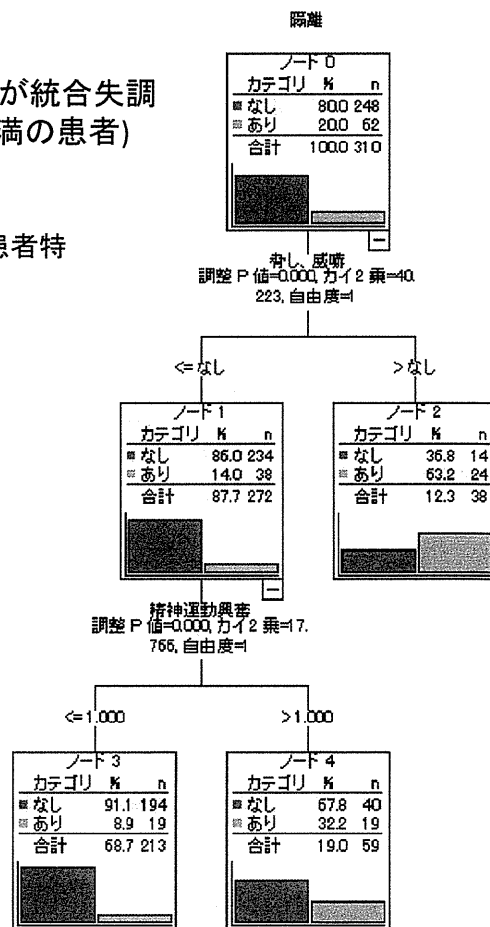 隔離
が統合失調
満の患者)
患者特
ノード 0
カテゴリ % n
なし 80.0 248
あり 20.0 62
合計 100.0 310
脅し、威嚇
調整 P 値=0.000, カイ2 乗=40.
223, 自由度=1
<= なし
> なし
ノード 1
カテゴリ % n
なし 86.0 234
あり 14.0 38
合計 87.7 272
ノード 2
カテゴリ % n
なし 36.8 14
あり 63.2 24
合計 12.3 38
精神運動興奮
調整 P 値=0.000, カイ2 乗=17.
766, 自由度=1
<=1.000
>1.000
ノード 3
カテゴリ % n
なし 91.1 194
あり 8.9 19
合計 68.7 213
ノード 4
カテゴリ % n
なし 67.8 40
あり 32.2 19
合計 19.0 59